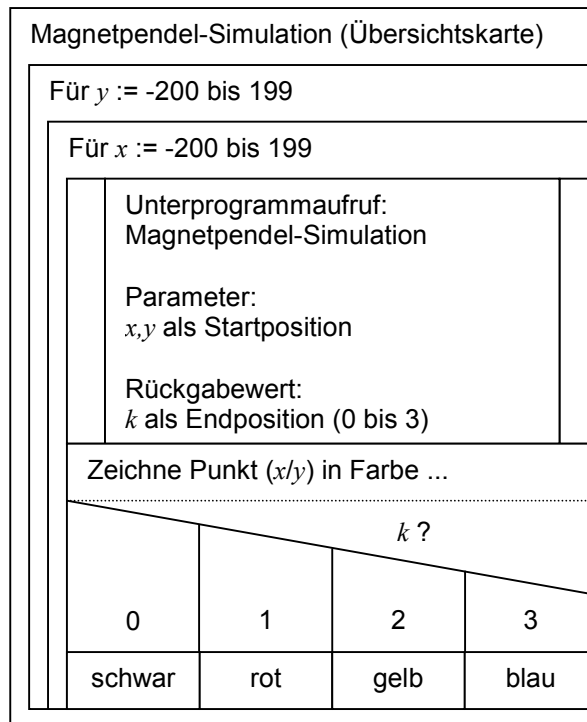 Magnetpendel-Simulation (Übersichtskarte)
Für y := -200 bis 199
Für x := -200 bis 199
Unterprogrammaufruf:
Magnetpendel-Simulation
Parameter:
x,y als Startposition
Rückgabewert:
k als Endposition (0 bis 3)
Zeichne Punkt (x/y) in Farbe ...
k ?
0 1 2 3
schwar rot gelb blau